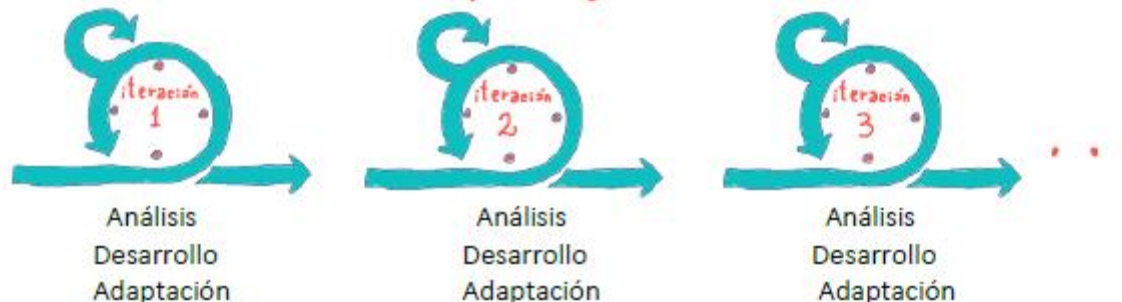 iteración
1
iteración
2
iteración
3
. .
Análisis
Desarrollo
Adaptación
Análisis
Desarrollo
Adaptación
Análisis
Desarrollo
Adaptación